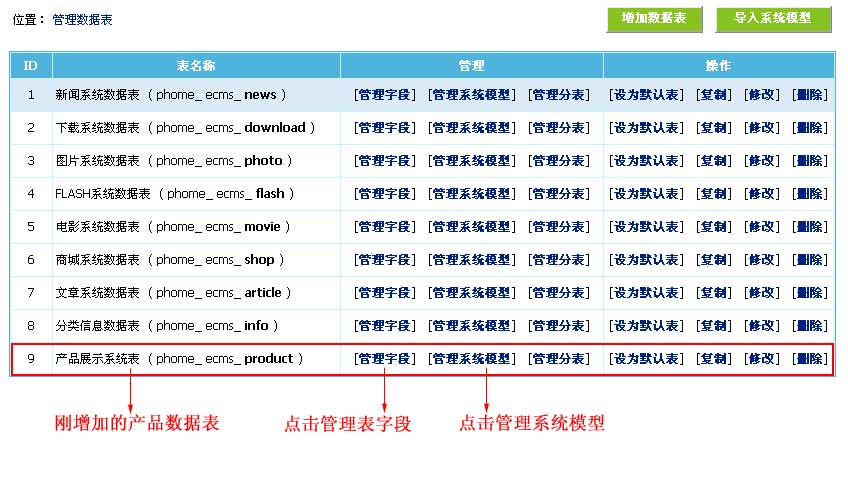 位置： 管理数据表 增加数据表 导入系统模型
ID 表名称 管理 操作
1 新闻系统数据表 ( phome_ ecms_ news ) [管理字段] [管理系统模型] [管理分表] [设为默认表] [复制] [修改] [删除]
2 下载系统数据表 ( phome_ ecms_ download ) [管理字段] [管理系统模型] [管理分表] [设为默认表] [复制] [修改] [删除]
3 图片系统数据表 ( phome_ ecms_ photo ) [管理字段] [管理系统模型] [管理分表] [设为默认表] [复制] [修改] [删除]
4 FLASH系统数据表 ( phome_ ecms_ flash ) [管理字段] [管理系统模型] [管理分表] [设为默认表] [复制] [修改] [删除]
5 电影系统数据表 ( phome_ ecms_ movie ) [管理字段] [管理系统模型] [管理分表] [设为默认表] [复制] [修改] [删除]
6 商城系统数据表 ( phome_ ecms_ shop ) [管理字段] [管理系统模型] [管理分表] [设为默认表] [复制] [修改] [删除]
7 文章系统数据表 ( phome_ ecms_ article ) [管理字段] [管理系统模型] [管理分表] [设为默认表] [复制] [修改] [删除]
8 分类信息数据表 ( phome_ ecms_ info ) [管理字段] [管理系统模型] [管理分表] [设为默认表] [复制] [修改] [删除]
9 产品展示系统表 ( phome_ ecms_ product ) [管理字段] [管理系统模型] [管理分表] [设为默认表] [复制] [修改] [删除]
刚增加的产品数据表 点击管理表字段 点击管理系统模型